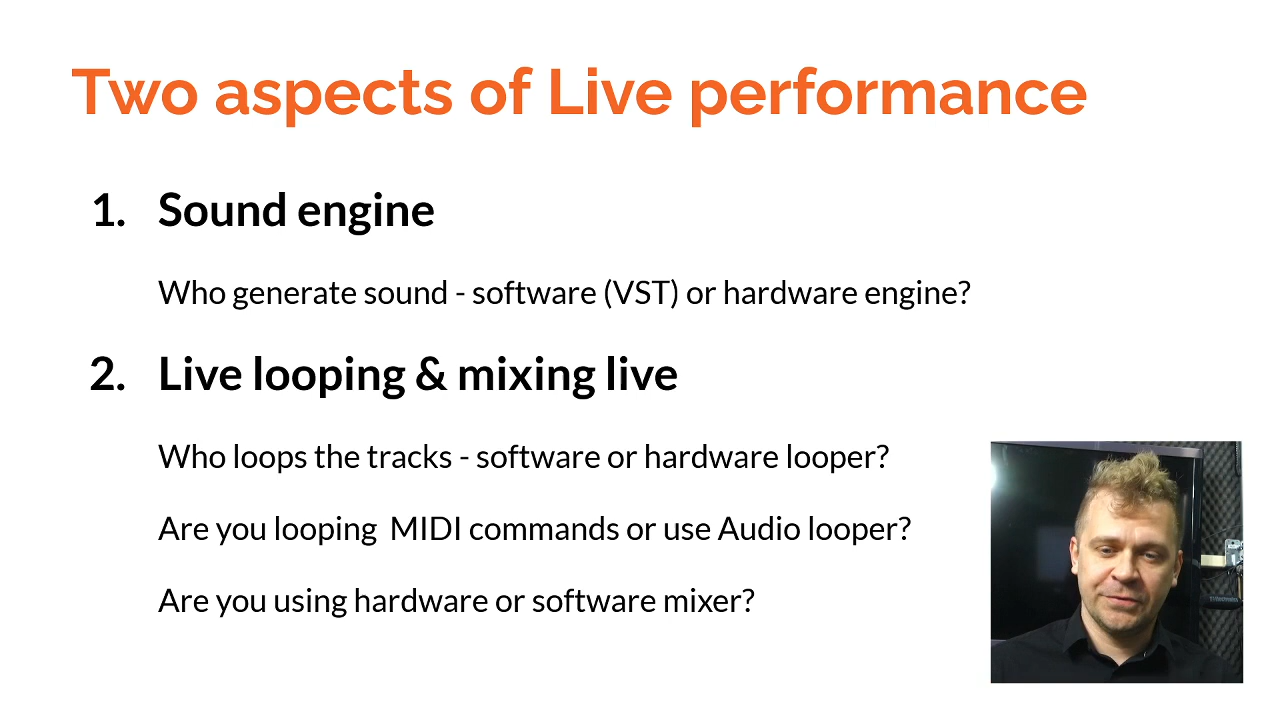 Two aspects of Live performance
1. Sound engine
Who generate sound - software (VST) or hardware engine?
2. Live looping & mixing live
Who loops the tracks - software or hardware looper?
Are you looping  MIDI commands or use Audio looper?
Are you using hardware or software mixer?